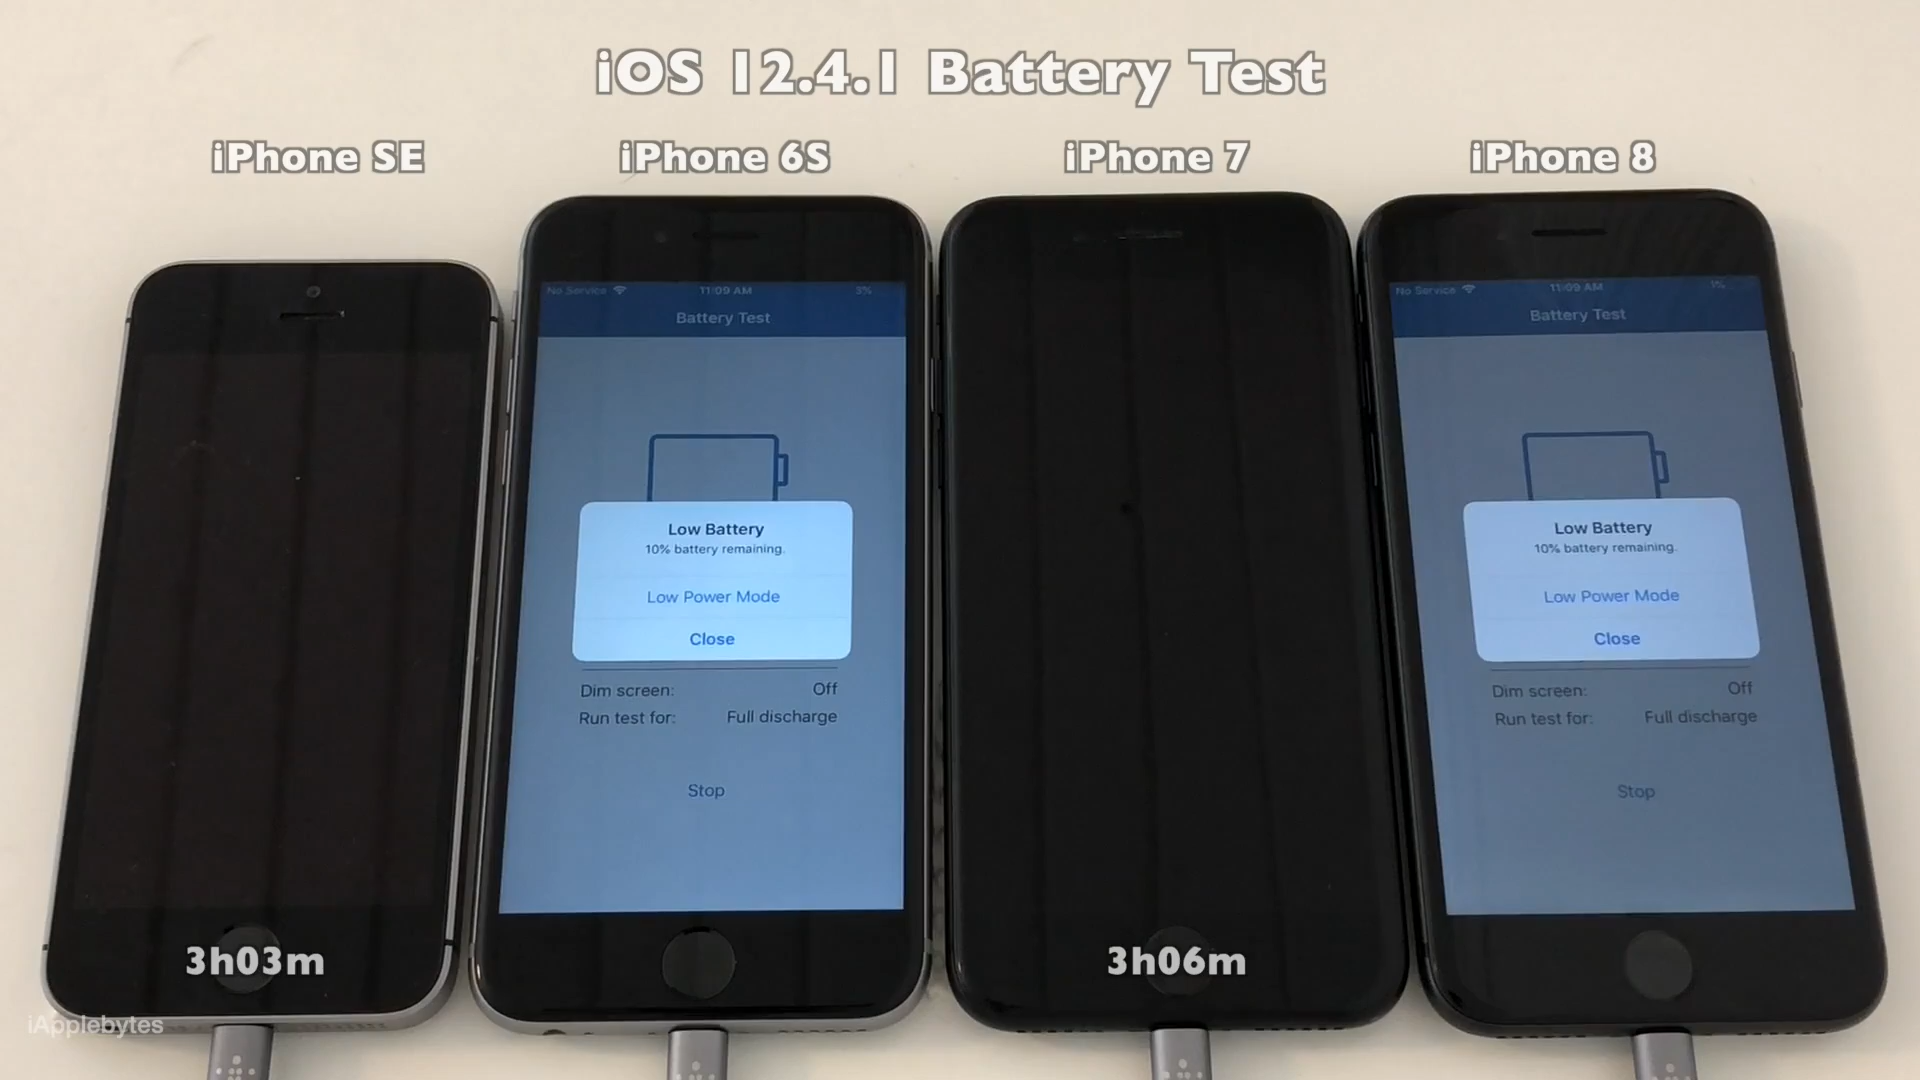 iOS 12.4.1 Battery Test
iPhone SE
iPhone 6S
iPhone 7
iPhone 8
No Service 11:09 AM 3%
Battery Test
Low Battery
10% battery remaining.
Low Power Mode
Close
Dim screen: Off
Run test for: Full discharge
Stop
No Service 11:09 AM 1%
Battery Test
Low Battery
10% battery remaining.
Low Power Mode
Close
Dim screen: Off
Run test for: Full discharge
Stop
3h03m
3h06m
iApplebytes